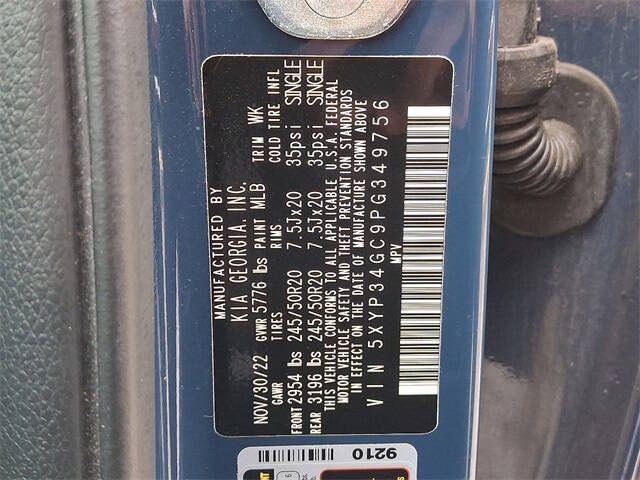 MANUFACTURED BY
KIA GEORGIA, INC.
NOV/30/22 GVWR 5776 lbs PAINT MLB TRIM WK
GAWR TIRES RIMS COLD TIRE INFL
FRONT 2954 lbs 245/50R20 7.5Jx20 35psi SINGLE
REAR 3196 lbs 245/50R20 7.5Jx20 35psi SINGLE
THIS VEHICLE CONFORMS TO ALL APPLICABLE U.S.A. FEDERAL
MOTOR VEHICLE SAFETY AND THEFT PREVENTION STANDARDS
IN EFFECT ON THE DATE OF MANUFACTURE SHOWN ABOVE
VIN 5XYP34GC9PG349756
MPV
9210